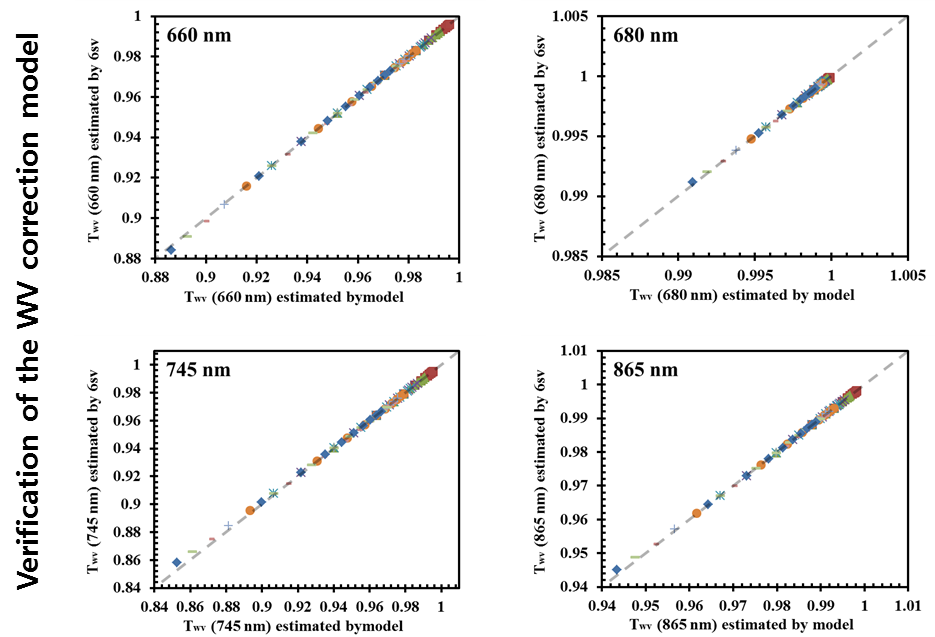 Verification of the WV correction model
660 nm
Twv (660 nm) estimated by 6sv
1
0.98
0.96
0.94
0.92
0.9
0.88
0.88 0.9 0.92 0.94 0.96 0.98 1
Twv (660 nm) estimated bymodel
680 nm
Twv (680 nm) estimated by 6sv
1.005
1
0.995
0.99
0.985
0.985 0.99 0.995 1 1.005
Twv (680 nm) estimated by model
745 nm
Twv (745 nm) estimated by 6sv
1
0.98
0.96
0.94
0.92
0.9
0.88
0.86
0.84
0.84 0.86 0.88 0.9 0.92 0.94 0.96 0.98 1
Twv (745 nm) estimated bymodel
865 nm
Twv (865 nm) estimated by 6sv
1.01
1
0.99
0.98
0.97
0.96
0.95
0.94
0.94 0.95 0.96 0.97 0.98 0.99 1 1.01
Twv (865 nm) estimated by model